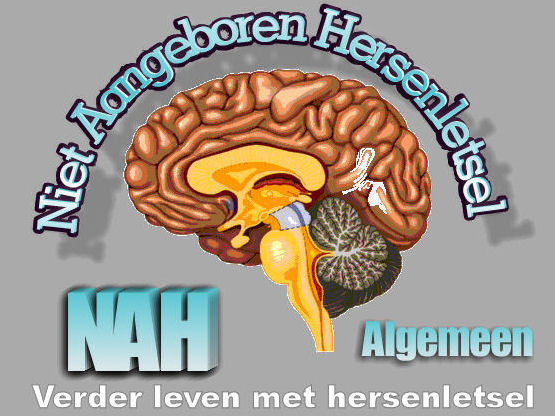 Niet Aangeboren Hersenletsel
NAH
Algemeen
Verder leven met hersenletsel